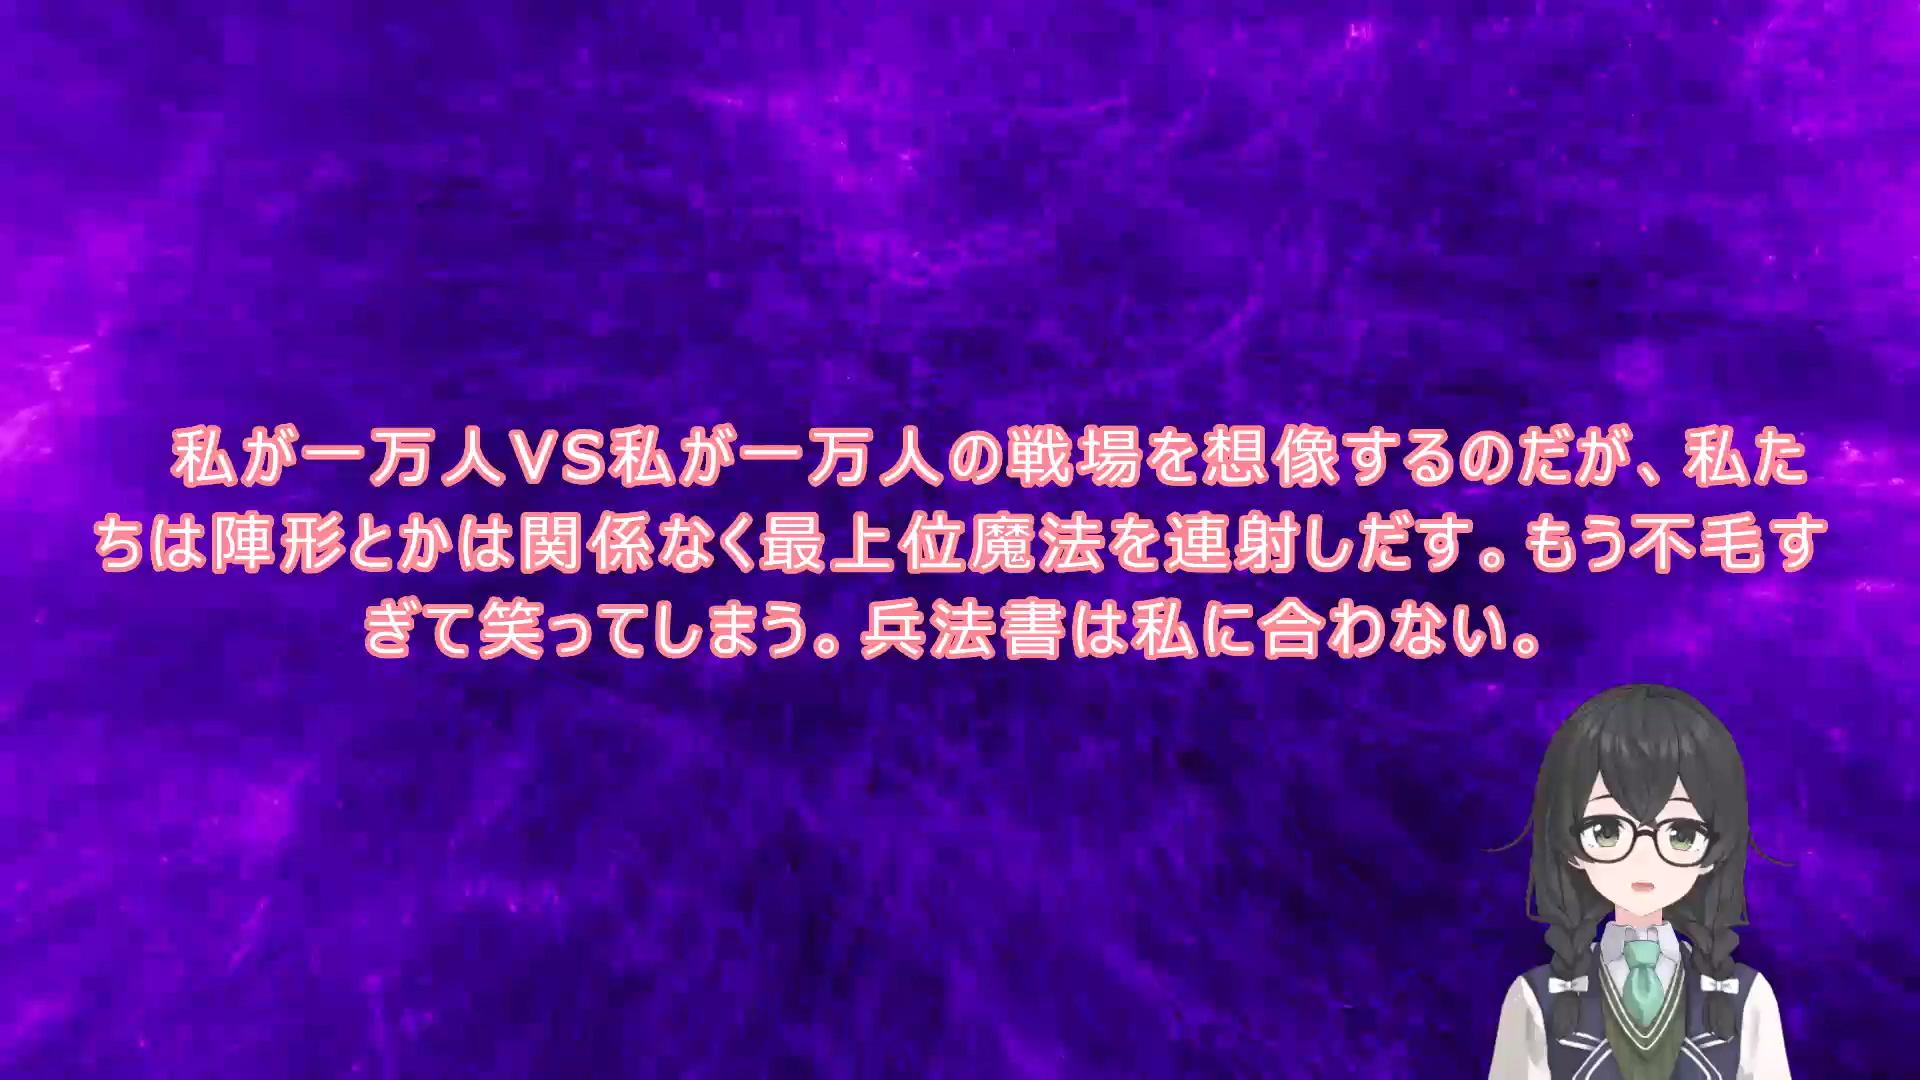 私が一万人VS私が一万人の戦場を想像するのだが、私た
ちは陣形とかは関係なく最上位魔法を連射しだす。もう不毛す
ぎて笑ってしまう。兵法書は私に合わない。